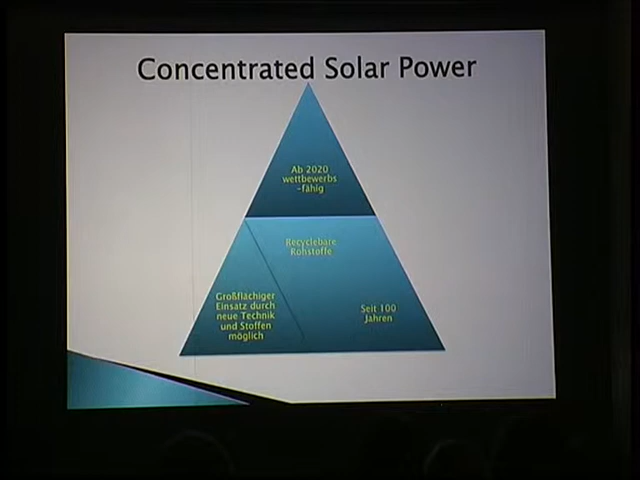 Concentrated Solar Power
Ab 2020
wettbewerbs
-fähig
Recyclebare
Rohstoffe
Großflächiger
Einsatz durch
neue Technik
und Stoffen
möglich
Seit 100
Jahren